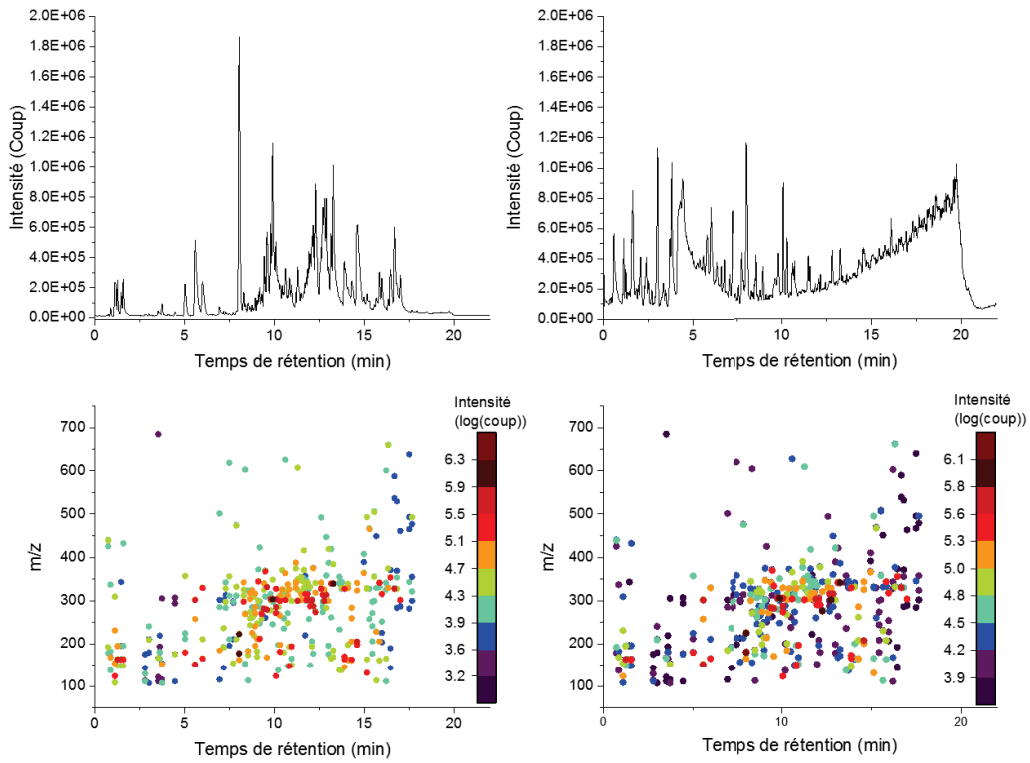 2.0E+06
1.8E+06
1.6E+06
1.4E+06
1.2E+06
1.0E+06
8.0E+05
6.0E+05
4.0E+05
2.0E+05
0.0E+00
Intensité (Coup)
0 5 10 15 20
Temps de rétention (min)
2.0E+06
1.8E+06
1.6E+06
1.4E+06
1.2E+06
1.0E+06
8.0E+05
6.0E+05
4.0E+05
2.0E+05
0.0E+00
Intensité (Coup)
0 5 10 15 20
Temps de rétention (min)
700
600
500
400
300
200
100
m/z
0 5 10 15 20
Temps de rétention (min)
Intensité
(log(coup))
6.3
5.9
5.5
5.1
4.7
4.3
3.9
3.6
3.2
700
600
500
400
300
200
100
m/z
0 5 10 15 20
Temps de rétention (min)
Intensité
(log(coup))
6.1
5.8
5.6
5.3
5.0
4.8
4.5
4.2
3.9